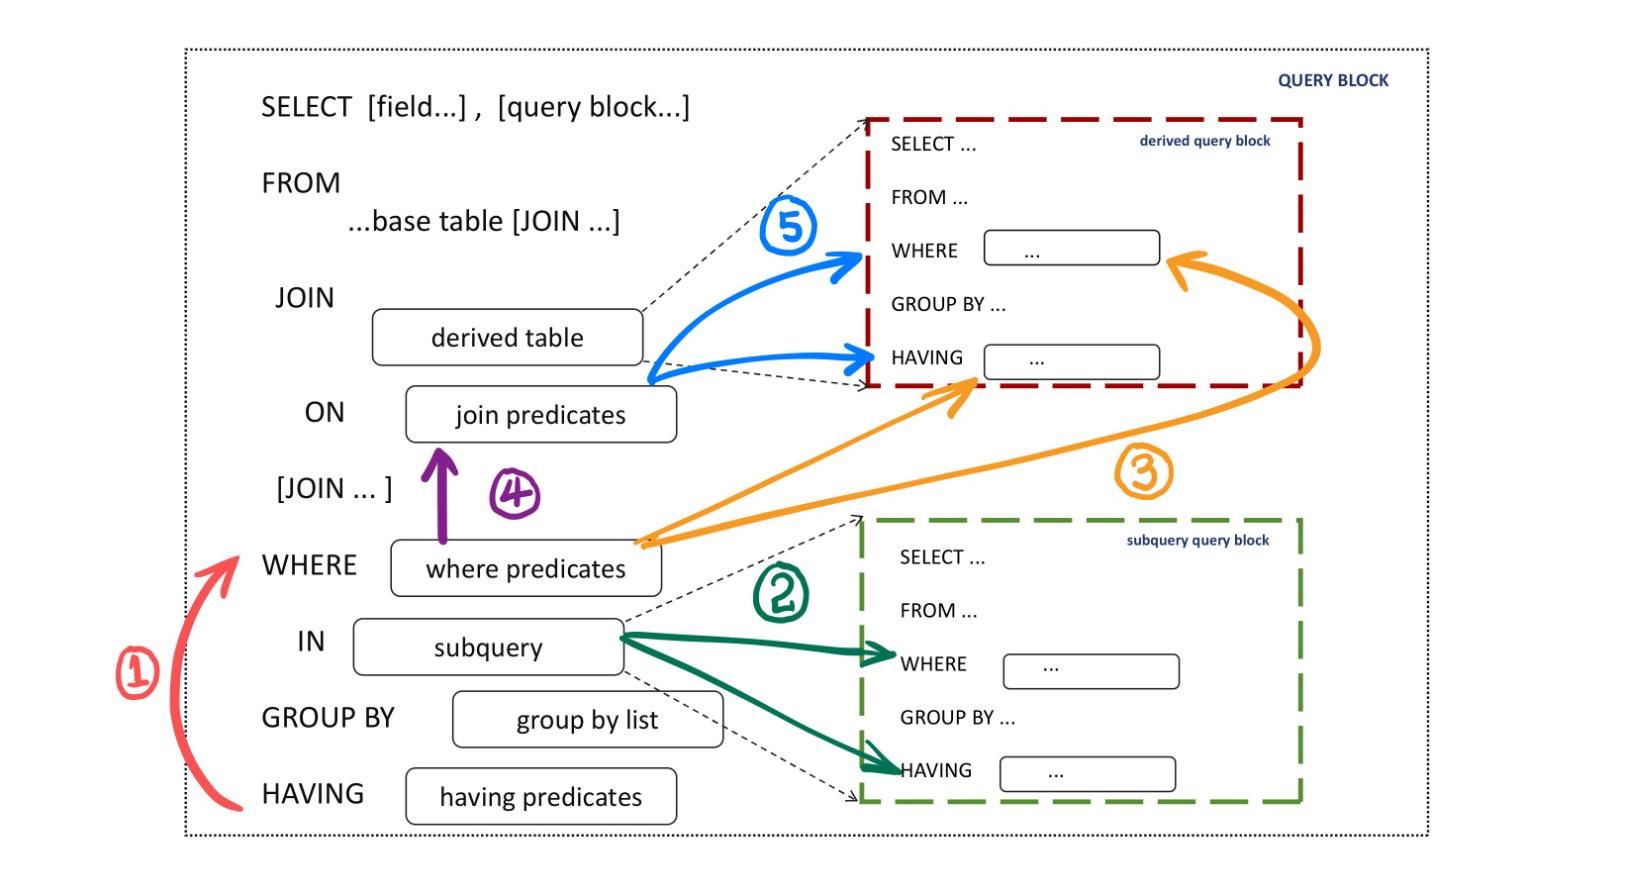 QUERY BLOCK
SELECT [field...] , [query block...]
FROM
...base table [JOIN ...]
JOIN
derived table
ON
join predicates
[JOIN ... ]
WHERE
where predicates
IN
subquery
GROUP BY
group by list
HAVING
having predicates
derived query block
SELECT ...
FROM ...
WHERE ...
GROUP BY ...
HAVING ...
subquery query block
SELECT ...
FROM ...
WHERE ...
GROUP BY ...
HAVING ...
1
2
3
4
5